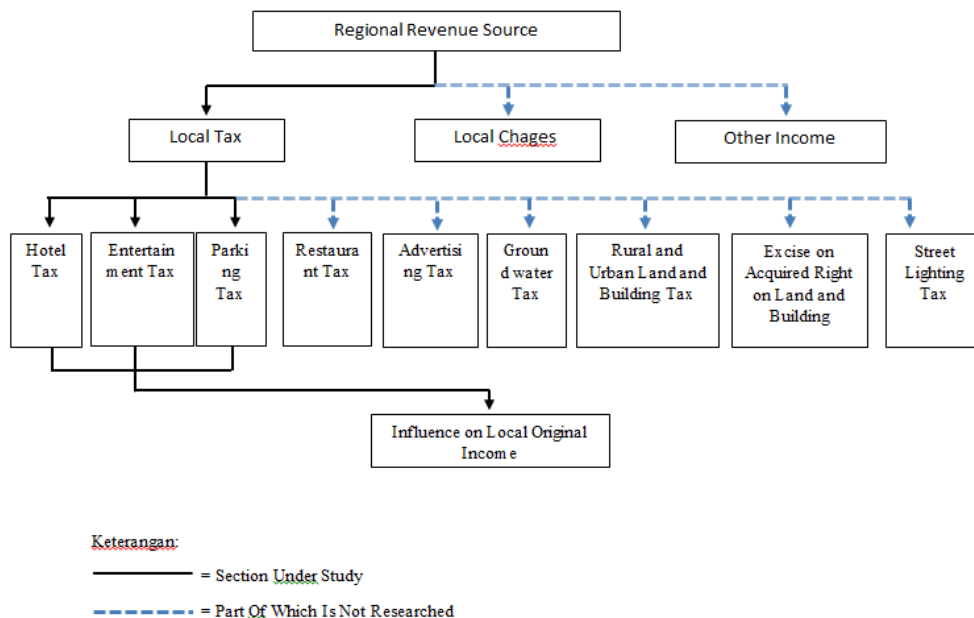 Regional Revenue Source
Local Tax
Local Chages
Other Income
Hotel
Tax
Entertain
ment Tax
Parki
ng
Tax
Restaura
nt Tax
Advertisi
ng Tax
Groun
d water
Tax
Rural and
Urban Land and
Building Tax
Excise on
Acquired Right
on Land and
Building
Street
Lighting
Tax
Influence on Local Original
Income
Keterangan:
= Section Under Study
= Part Of Which Is Not Researched